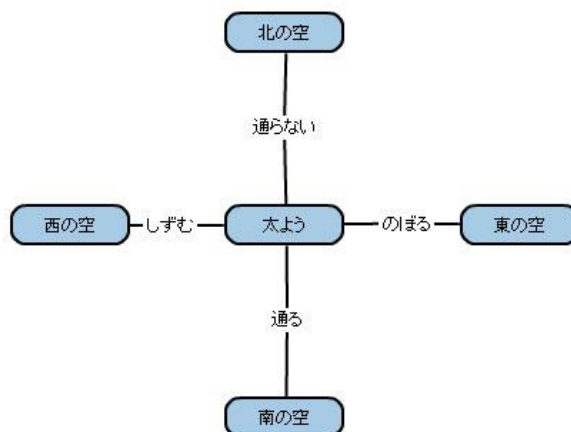 北の空
通らない
西の空 しずむ 太よう のぼる 東の空
通る
南の空